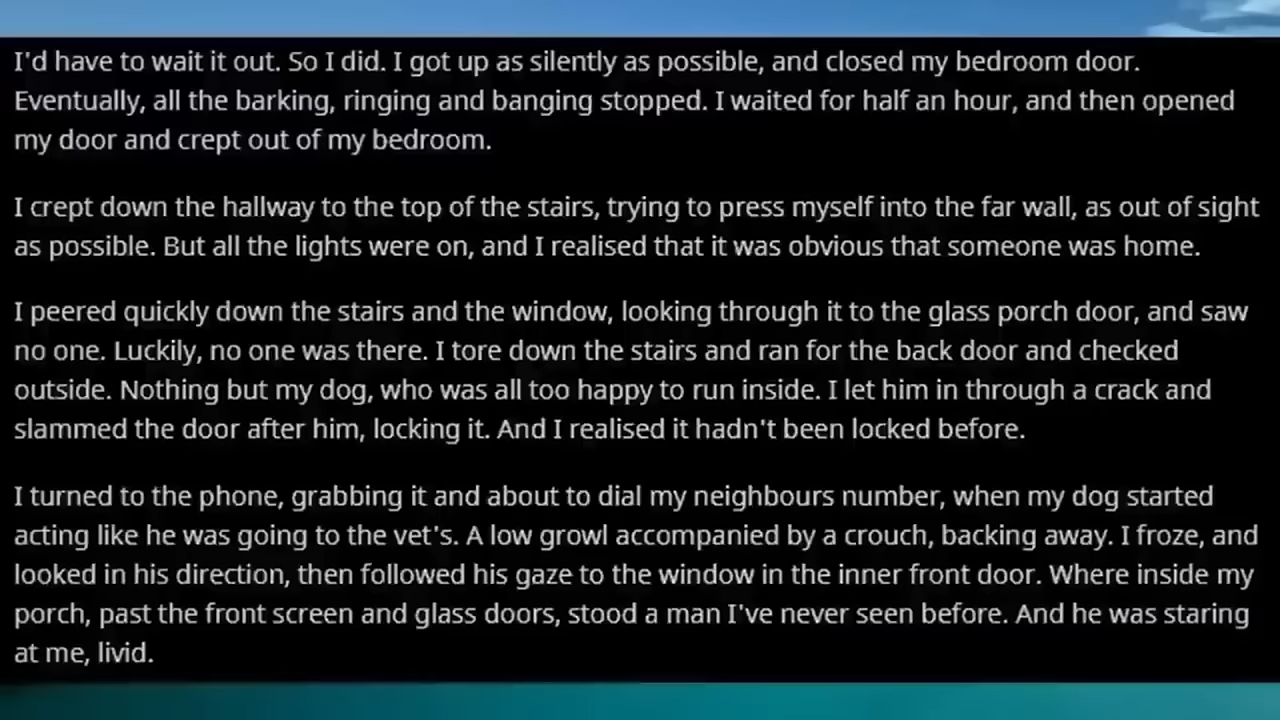 I'd have to wait it out. So I did. I got up as silently as possible, and closed my bedroom door.
Eventually, all the barking, ringing and banging stopped. I waited for half an hour, and then opened
my door and crept out of my bedroom.
I crept down the hallway to the top of the stairs, trying to press myself into the far wall, as out of sight
as possible. But all the lights were on, and I realised that it was obvious that someone was home.
I peered quickly down the stairs and the window, looking through it to the glass porch door, and saw
no one. Luckily, no one was there. I tore down the stairs and ran for the back door and checked
outside. Nothing but my dog, who was all too happy to run inside. I let him in through a crack and
slammed the door after him, locking it. And I realised it hadn't been locked before.
I turned to the phone, grabbing it and about to dial my neighbours number, when my dog started
acting like he was going to the vet's. A low growl accompanied by a crouch, backing away. I froze, and
looked in his direction, then followed his gaze to the window in the inner front door. Where inside my
porch, past the front screen and glass doors, stood a man I've never seen before. And he was staring
at me, livid.